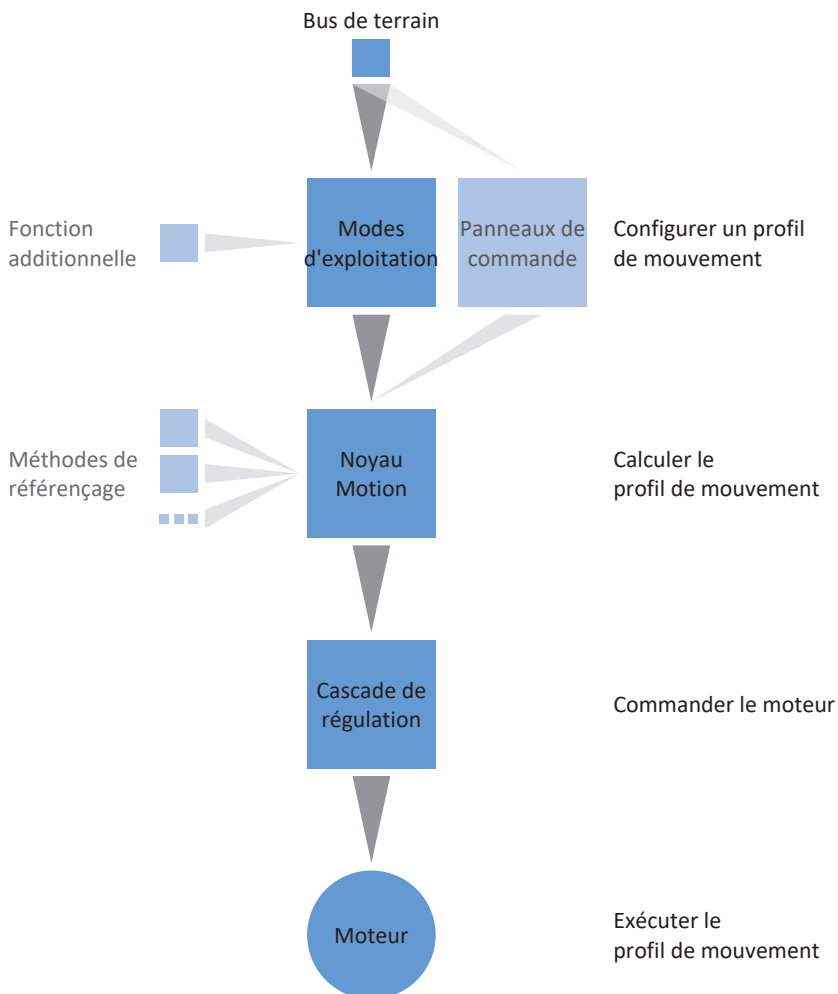 Bus de terrain
Fonction
additionnelle
Modes
d'exploitation
Panneaux de
commande
Configurer un profil
de mouvement
Méthodes de
référençage
Noyau
Motion
Calculer le
profil de mouvement
Cascade de
régulation
Commander le moteur
Moteur
Exécuter le
profil de mouvement